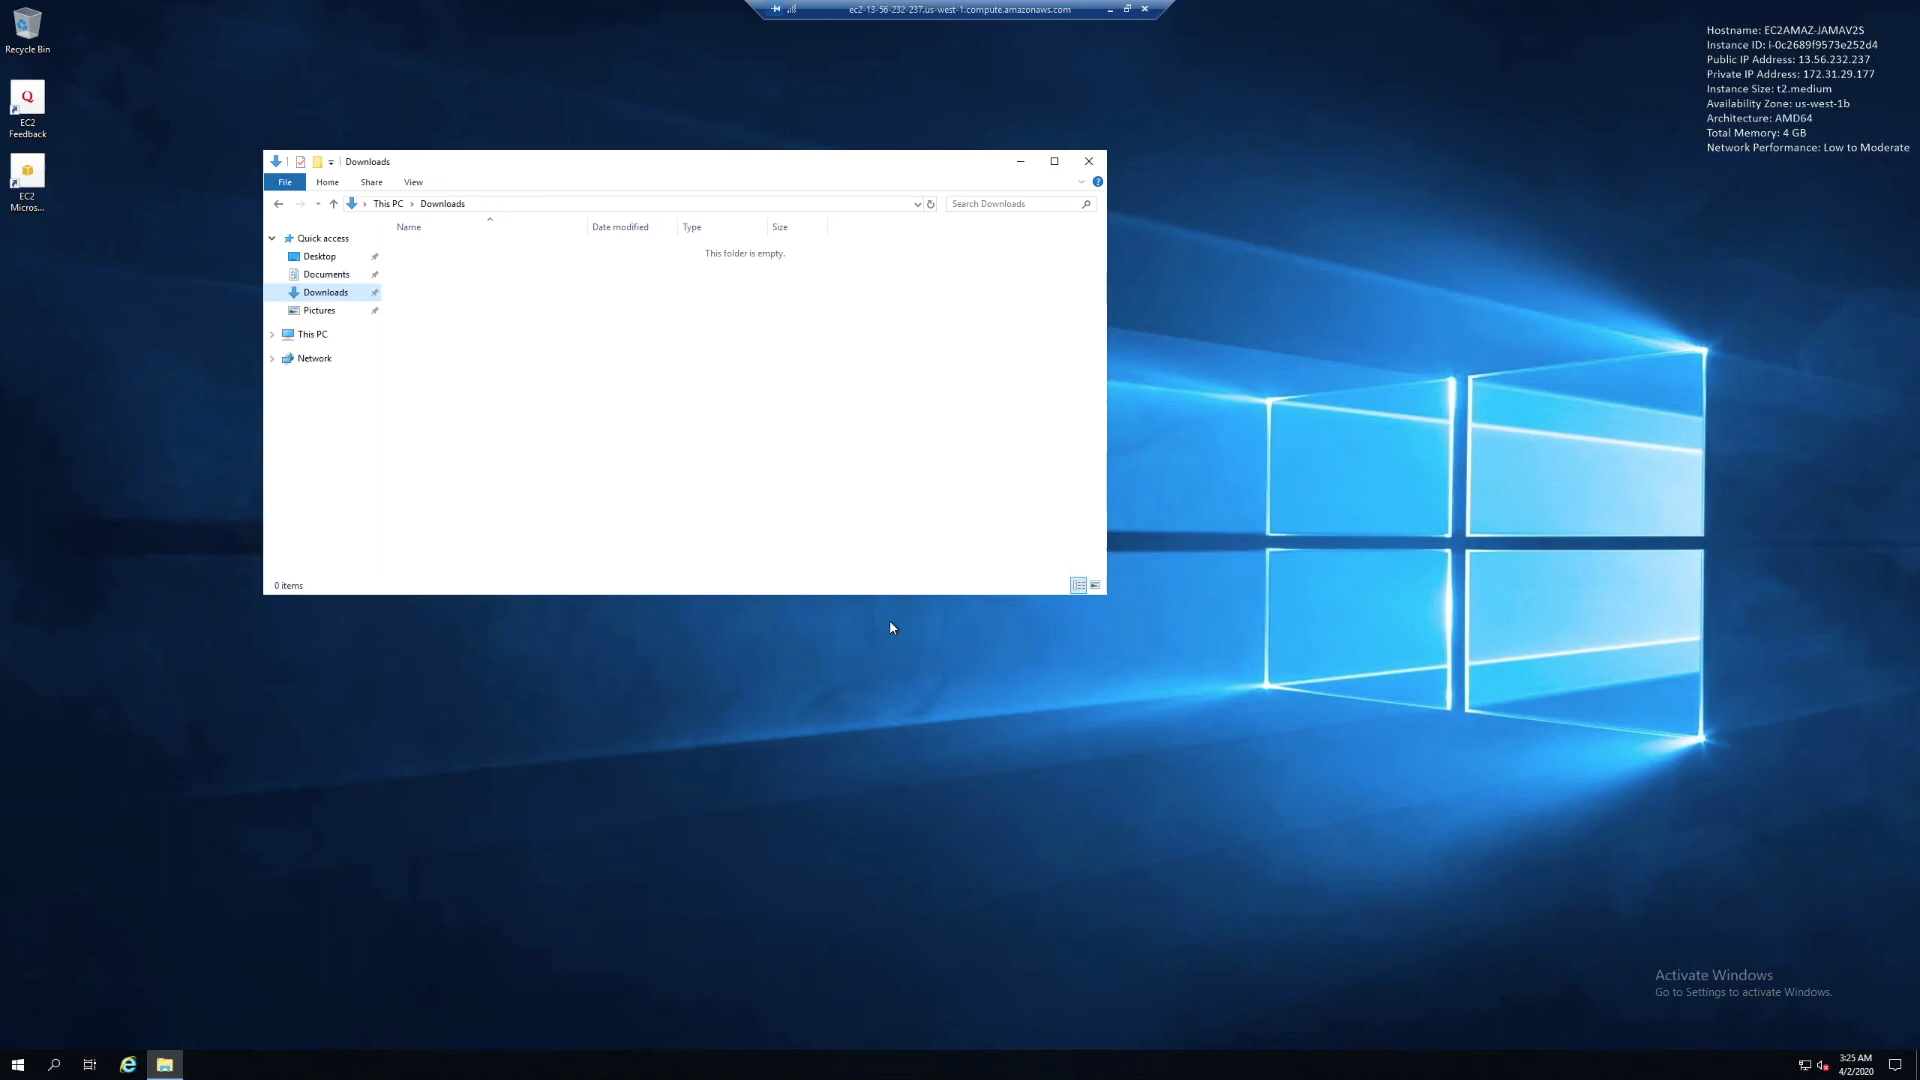 ec2-13-56-232-237.us-west-1.compute.amazonaws.com
Recycle Bin
EC2
Feedback
EC2
Micros...
Hostname: EC2AMAZ-JAMAV2S
Instance ID: i-0c2689f9573e252d4
Public IP Address: 13.56.232.237
Private IP Address: 172.31.29.177
Instance Size: t2.medium
Availability Zone: us-west-1b
Architecture: AMD64
Total Memory: 4 GB
Network Performance: Low to Moderate
Downloads
File Home Share View
This PC Downloads
Search Downloads
Name Date modified Type Size
This folder is empty.
Quick access
Desktop
Documents
Downloads
Pictures
This PC
Network
0 items
Activate Windows
Go to Settings to activate Windows.
3:25 AM
4/2/2020